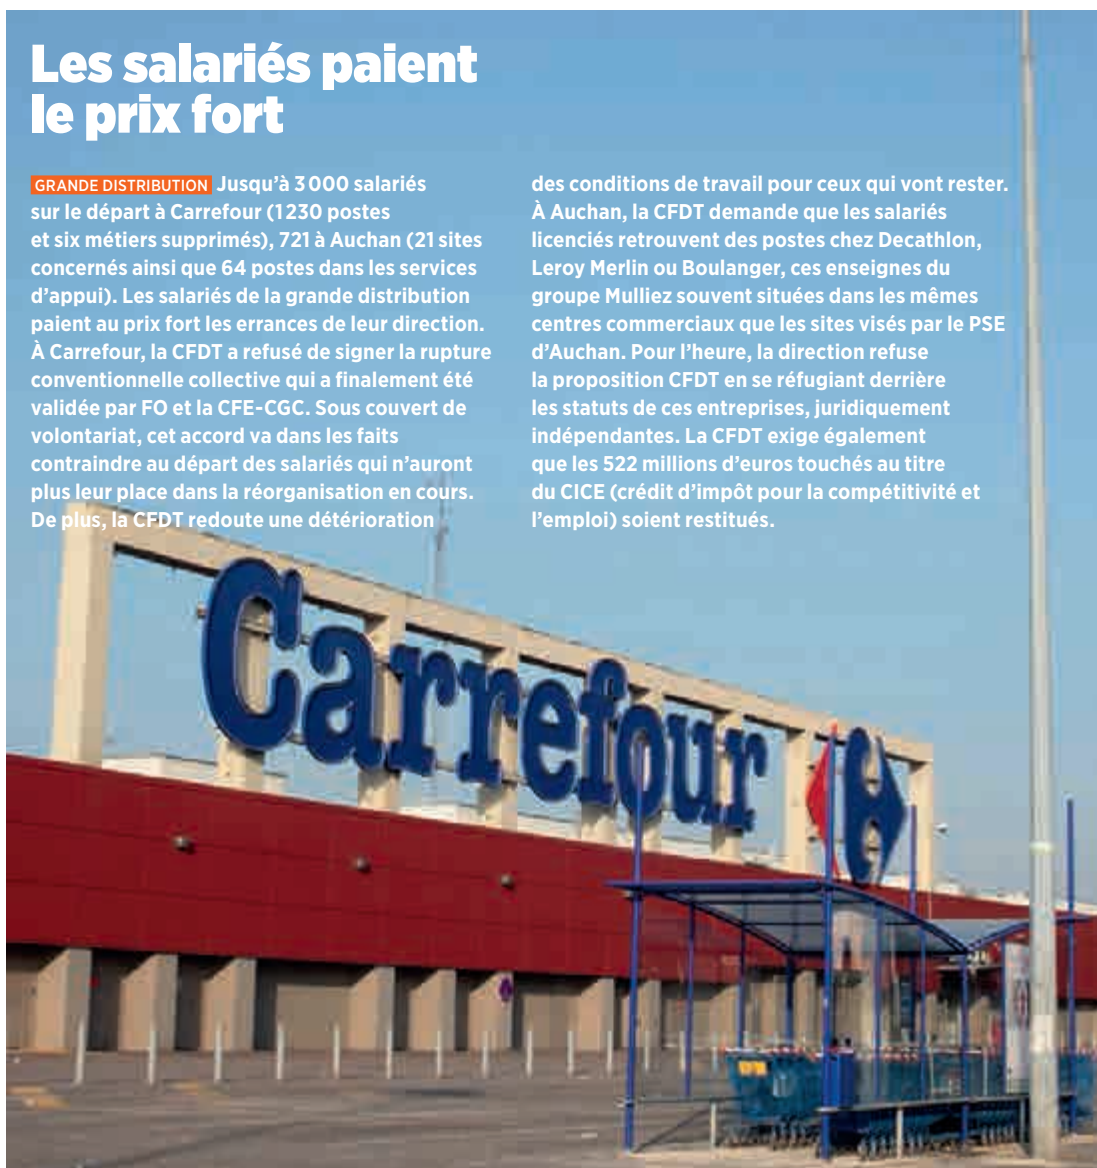 Les salariés paient
le prix fort
GRANDE DISTRIBUTION Jusqu’à 3 000 salariés
sur le départ à Carrefour (1 230 postes
et six métiers supprimés), 721 à Auchan (21 sites
concernés ainsi que 64 postes dans les services
d’appui). Les salariés de la grande distribution
paient au prix fort les errances de leur direction.
À Carrefour, la CFDT a refusé de signer la rupture
conventionnelle collective qui a finalement été
validée par FO et la CFE-CGC. Sous couvert de
volontariat, cet accord va dans les faits
contraindre au départ des salariés qui n’auront
plus leur place dans la réorganisation en cours.
De plus, la CFDT redoute une détérioration
des conditions de travail pour ceux qui vont rester.
À Auchan, la CFDT demande que les salariés
licenciés retrouvent des postes chez Decathlon,
Leroy Merlin ou Boulanger, ces enseignes du
groupe Mulliez souvent situées dans les mêmes
centres commerciaux que les sites visés par le PSE
d’Auchan. Pour l’heure, la direction refuse
la proposition CFDT en se réfugiant derrière
les statuts de ces entreprises, juridiquement
indépendantes. La CFDT exige également
que les 522 millions d’euros touchés au titre
du CICE (crédit d’impôt pour la compétitivité et
l’emploi) soient restitués.
Carrefour